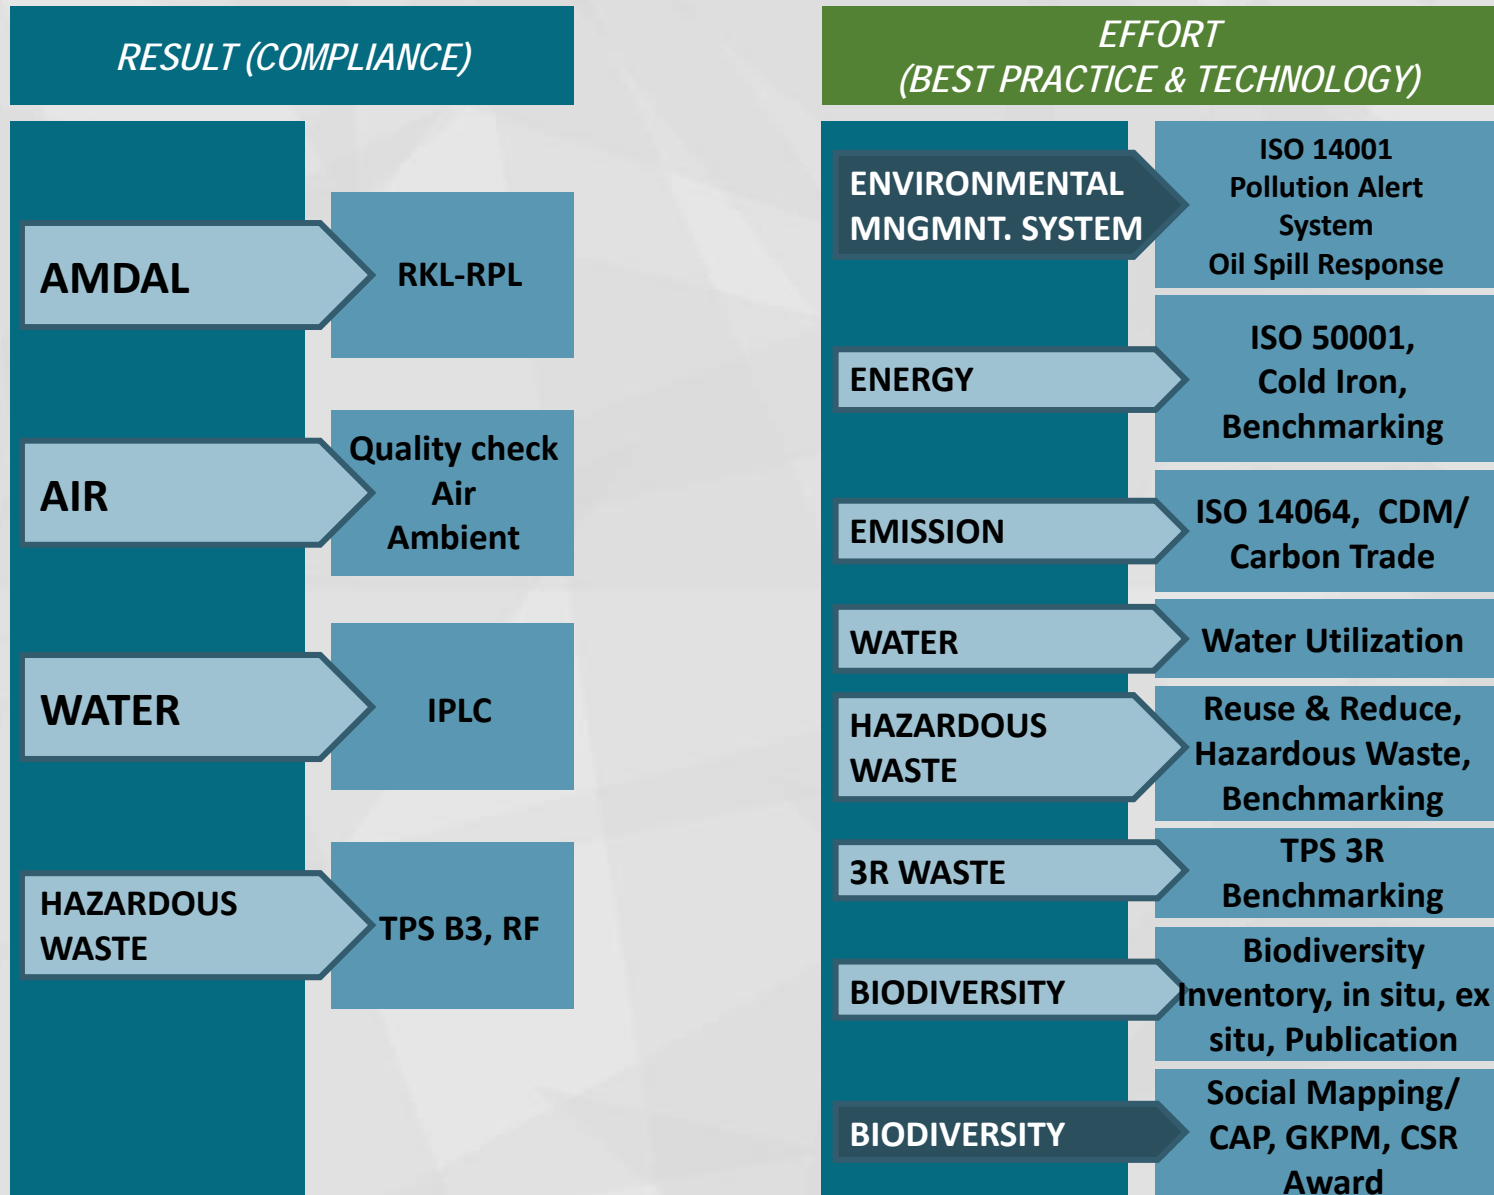 RESULT (COMPLIANCE)
AMDAL
RKL-RPL
AIR
Quality check
Air
Ambient
WATER
IPLC
HAZARDOUS
WASTE
TPS B3, RF
EFFORT
(BEST PRACTICE & TECHNOLOGY)
ENVIRONMENTAL
MNGMNT. SYSTEM
ISO 14001
Pollution Alert
System
Oil Spill Response
ENERGY
ISO 50001,
Cold Iron,
Benchmarking
EMISSION
ISO 14064, CDM/
Carbon Trade
WATER
Water Utilization
HAZARDOUS
WASTE
Reuse & Reduce,
Hazardous Waste,
Benchmarking
3R WASTE
TPS 3R
Benchmarking
BIODIVERSITY
Biodiversity
Inventory, in situ, ex
situ, Publication
BIODIVERSITY
Social Mapping/
CAP, GKPM, CSR
Award